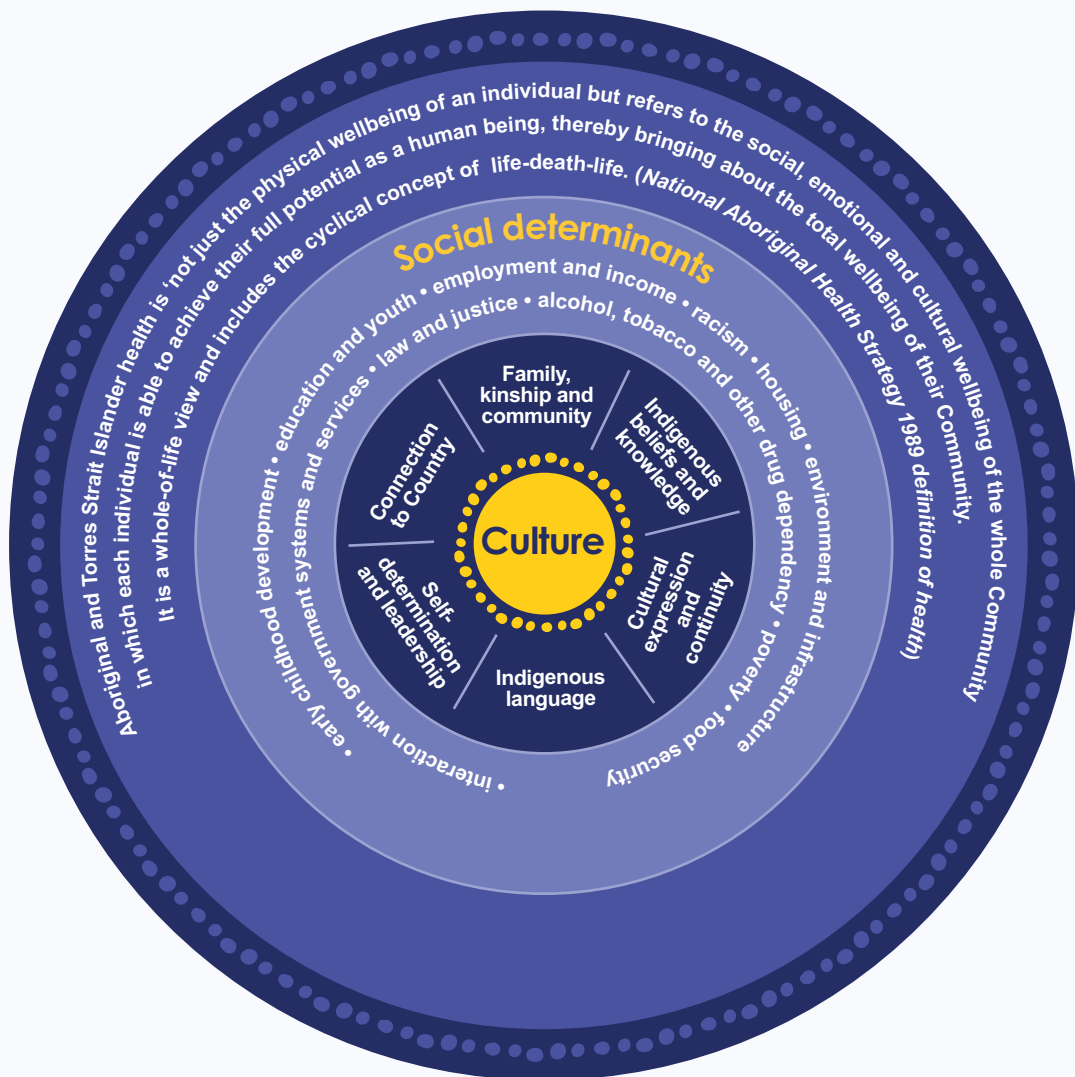 Aboriginal and Torres Strait Islander health is ‘not just the physical wellbeing of an individual but refers to the social, emotional and cultural wellbeing of the whole Community
in which each individual is able to achieve their full potential as a human being, thereby bringing about the total wellbeing of their Community.
It is a whole-of-life view and includes the cyclical concept of life-death-life. (National Aboriginal Health Strategy 1989 definition of health)
Social determinants
• early childhood development • education and youth • employment and income • racism • housing • environment and infrastructure
• interaction with government systems and services • law and justice • alcohol, tobacco and other drug dependency • poverty • food security
Family,
kinship and
community
Indigenous
beliefs and
knowledge
Cultural
expression
and
continuity
Indigenous
language
Self-
determination
and leadership
Connection
to Country
Culture